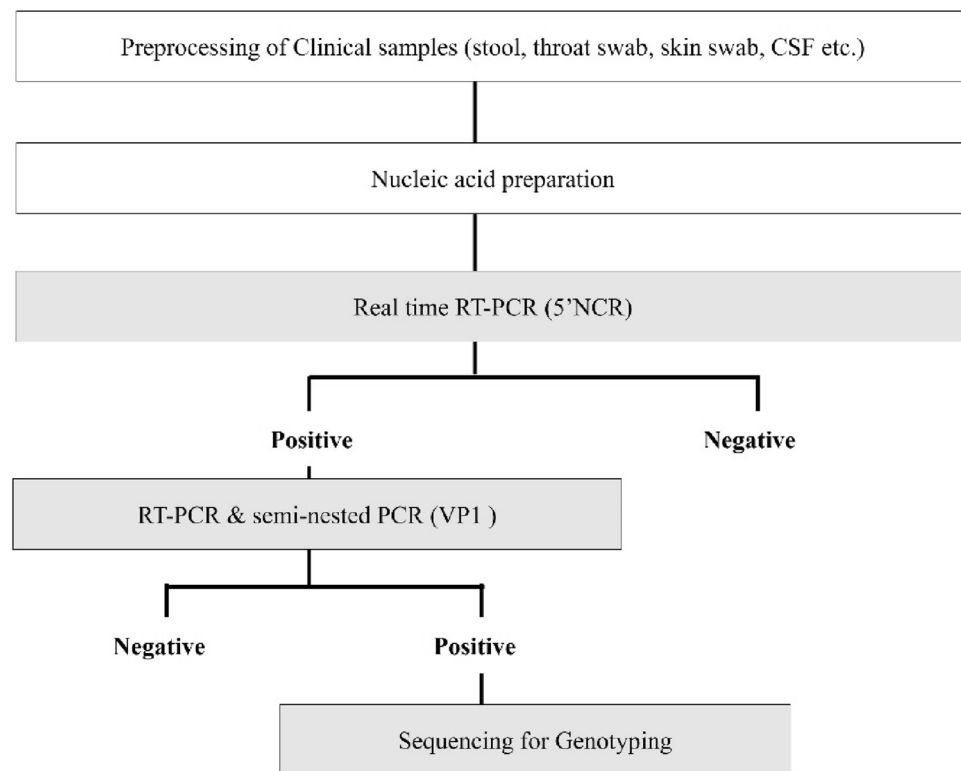 Preprocessing of Clinical samples (stool, throat swab, skin swab, CSF etc.)
Nucleic acid preparation
Real time RT-PCR (5’NCR)
Positive
Negative
RT-PCR & semi-nested PCR (VP1 )
Negative
Positive
Sequencing for Genotyping